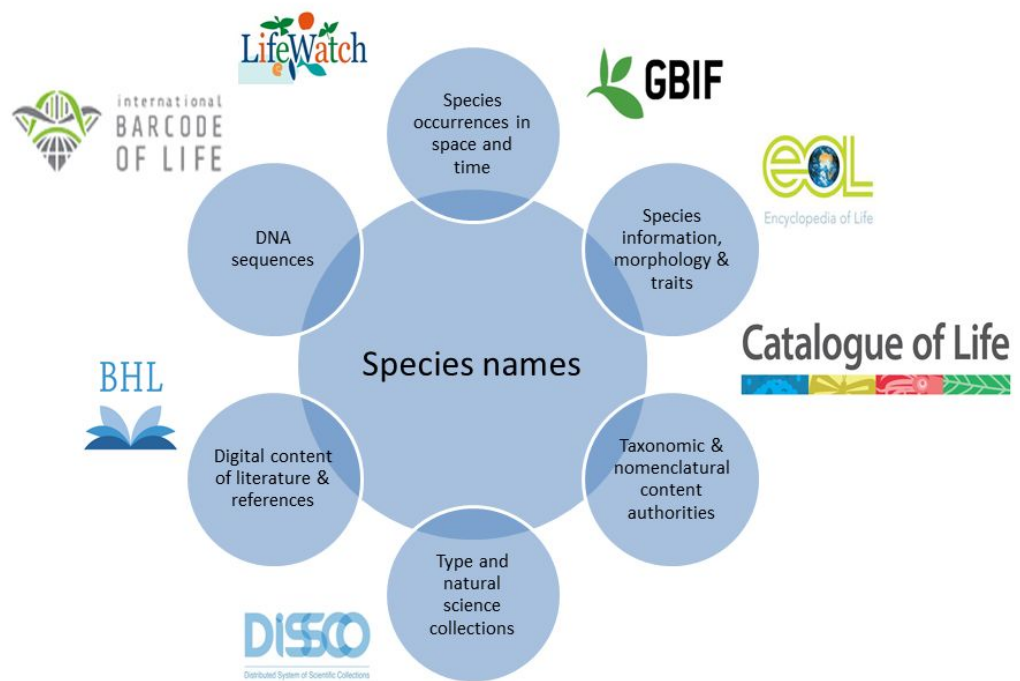 LifeWatch
GBIF
international
BARCODE
OF LIFE
eol
Encyclopedia of Life
Species
occurrences in
space and
time
DNA
sequences
Species
information,
morphology &
traits
Species names
Catalogue of Life
BHL
Digital content
of literature &
references
Taxonomic &
nomenclatural
content
authorities
Type and
natural
science
collections
DiSSCo
Distributed System of Scientific Collections